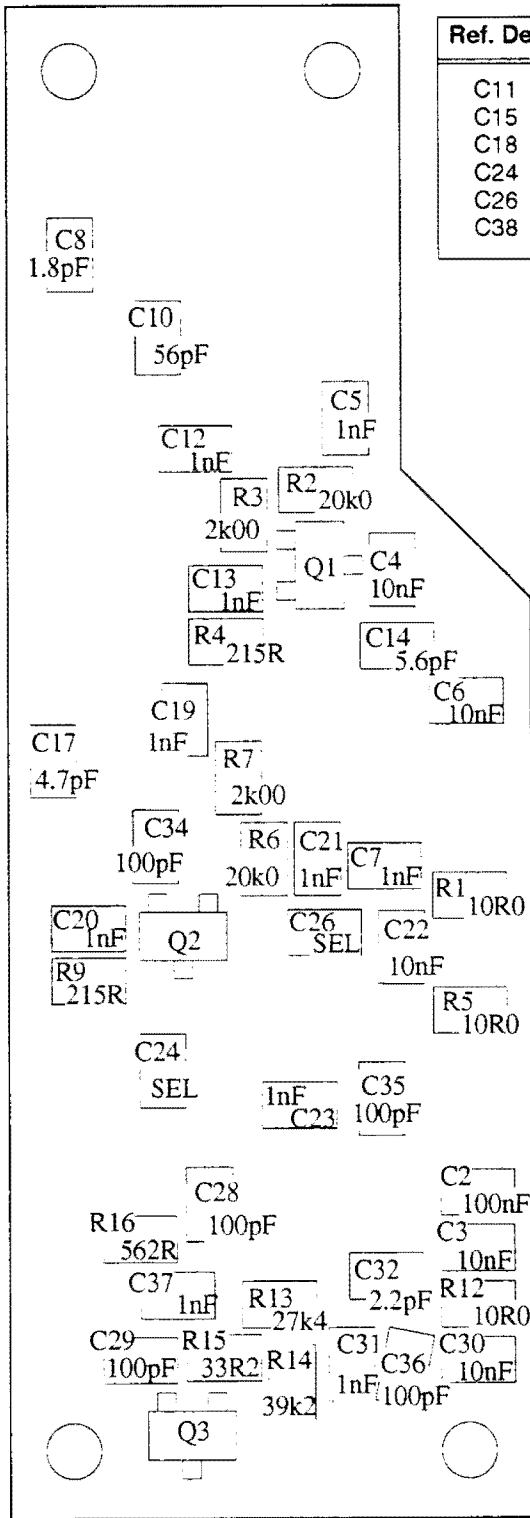 Ref. De
C11
C15
C18
C24
C26
C38
C8
1.8pF
C10
56pF
C5
1nF
C12
1nF
R3
2k00
R2
20k0
Q1
C4
10nF
C13
1nF
R4
215R
C14
5.6pF
C6
10nF
C19
1nF
C17
4.7pF
R7
2k00
C34
100pF
R6
20k0
C21
1nF
C7
1nF
R1
10R0
C20
1nF
Q2
C26
SEL
C22
10nF
R9
215R
R5
10R0
C24
SEL
1nF
C23
C35
100pF
C28
100pF
C2
100nF
R16
562R
C3
10nF
C37
1nF
R13
27k4
C32
2.2pF
R12
10R0
C29
100pF
R15
33R2
R14
39k2
C31
1nF
C36
100pF
C30
10nF
Q3